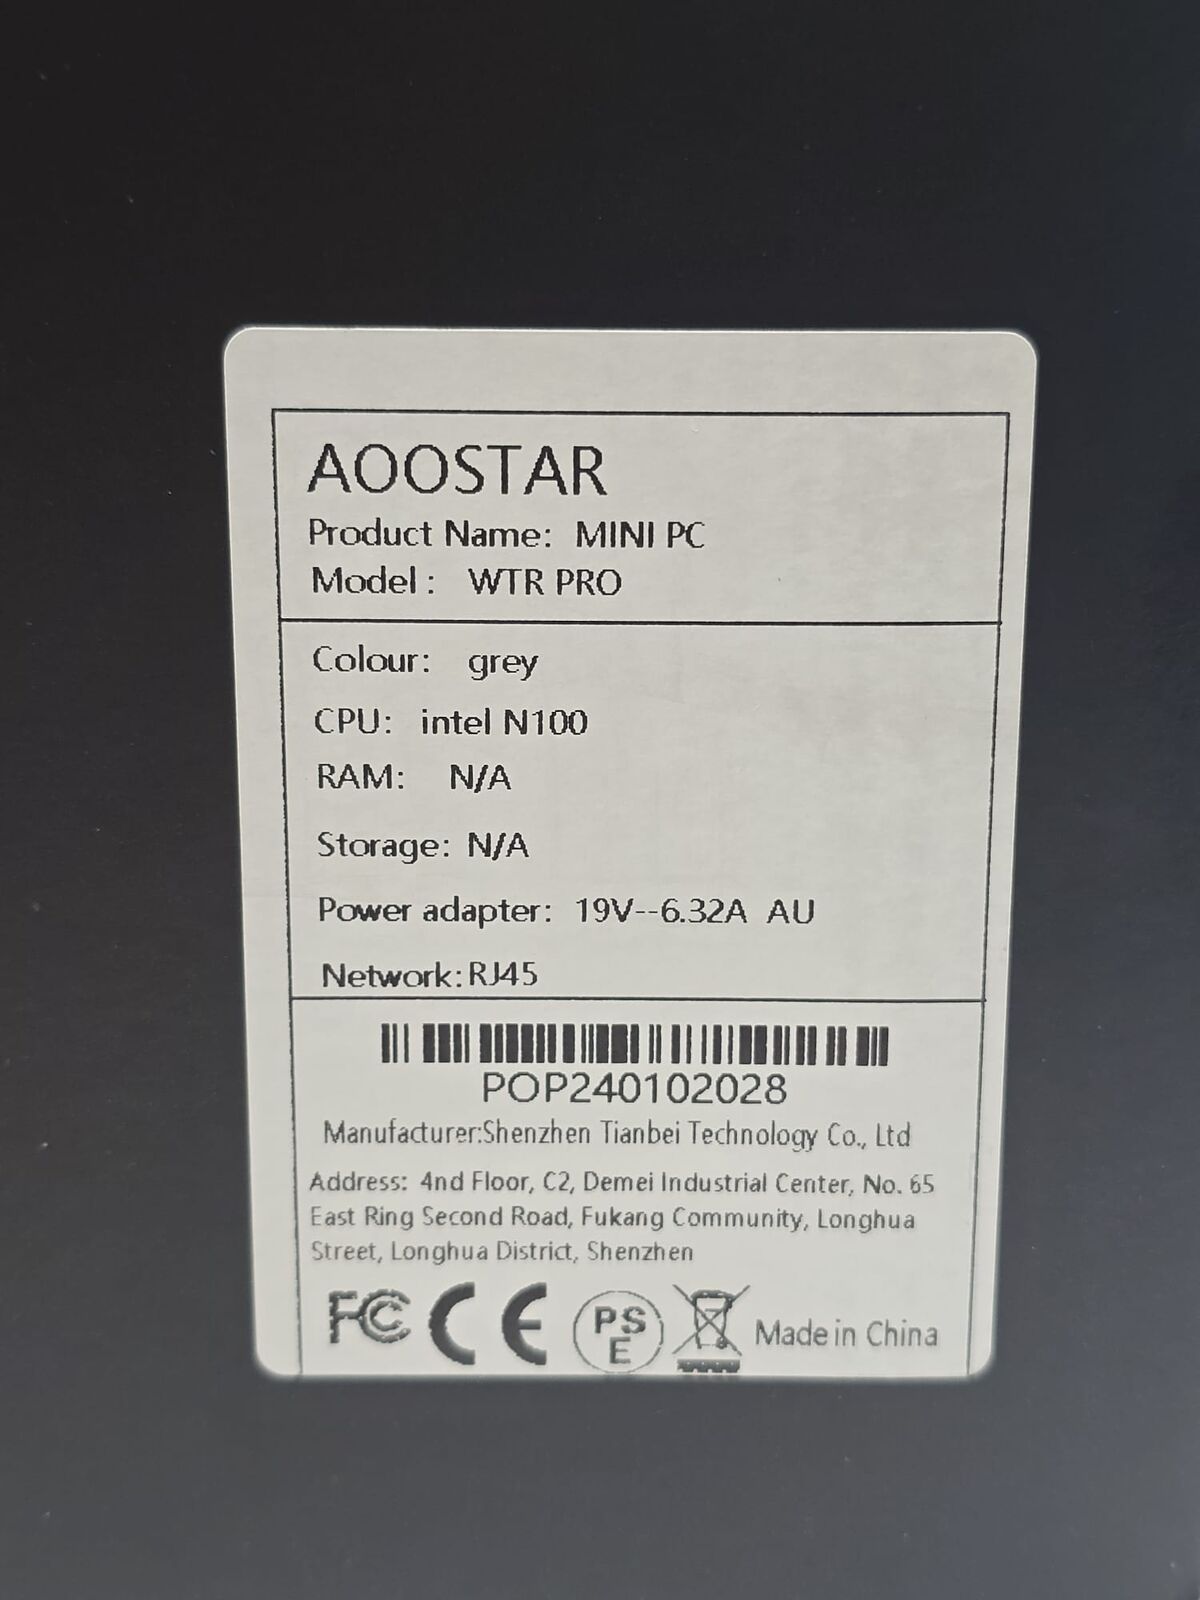 AOOSTAR
Product Name: MINI PC
Model: WTR PRO
Colour: grey
CPU: intel N100
RAM: N/A
Storage: N/A
Power adapter: 19V--6.32A AU
Network:RJ45
POP240102028
Manufacturer:Shenzhen Tianbei Technology Co., Ltd
Address: 4nd Floor, C2, Demei Industrial Center, No. 65
East Ring Second Road, Fukang Community, Longhua
Street, Longhua District, Shenzhen
FC CE PS E Made in China